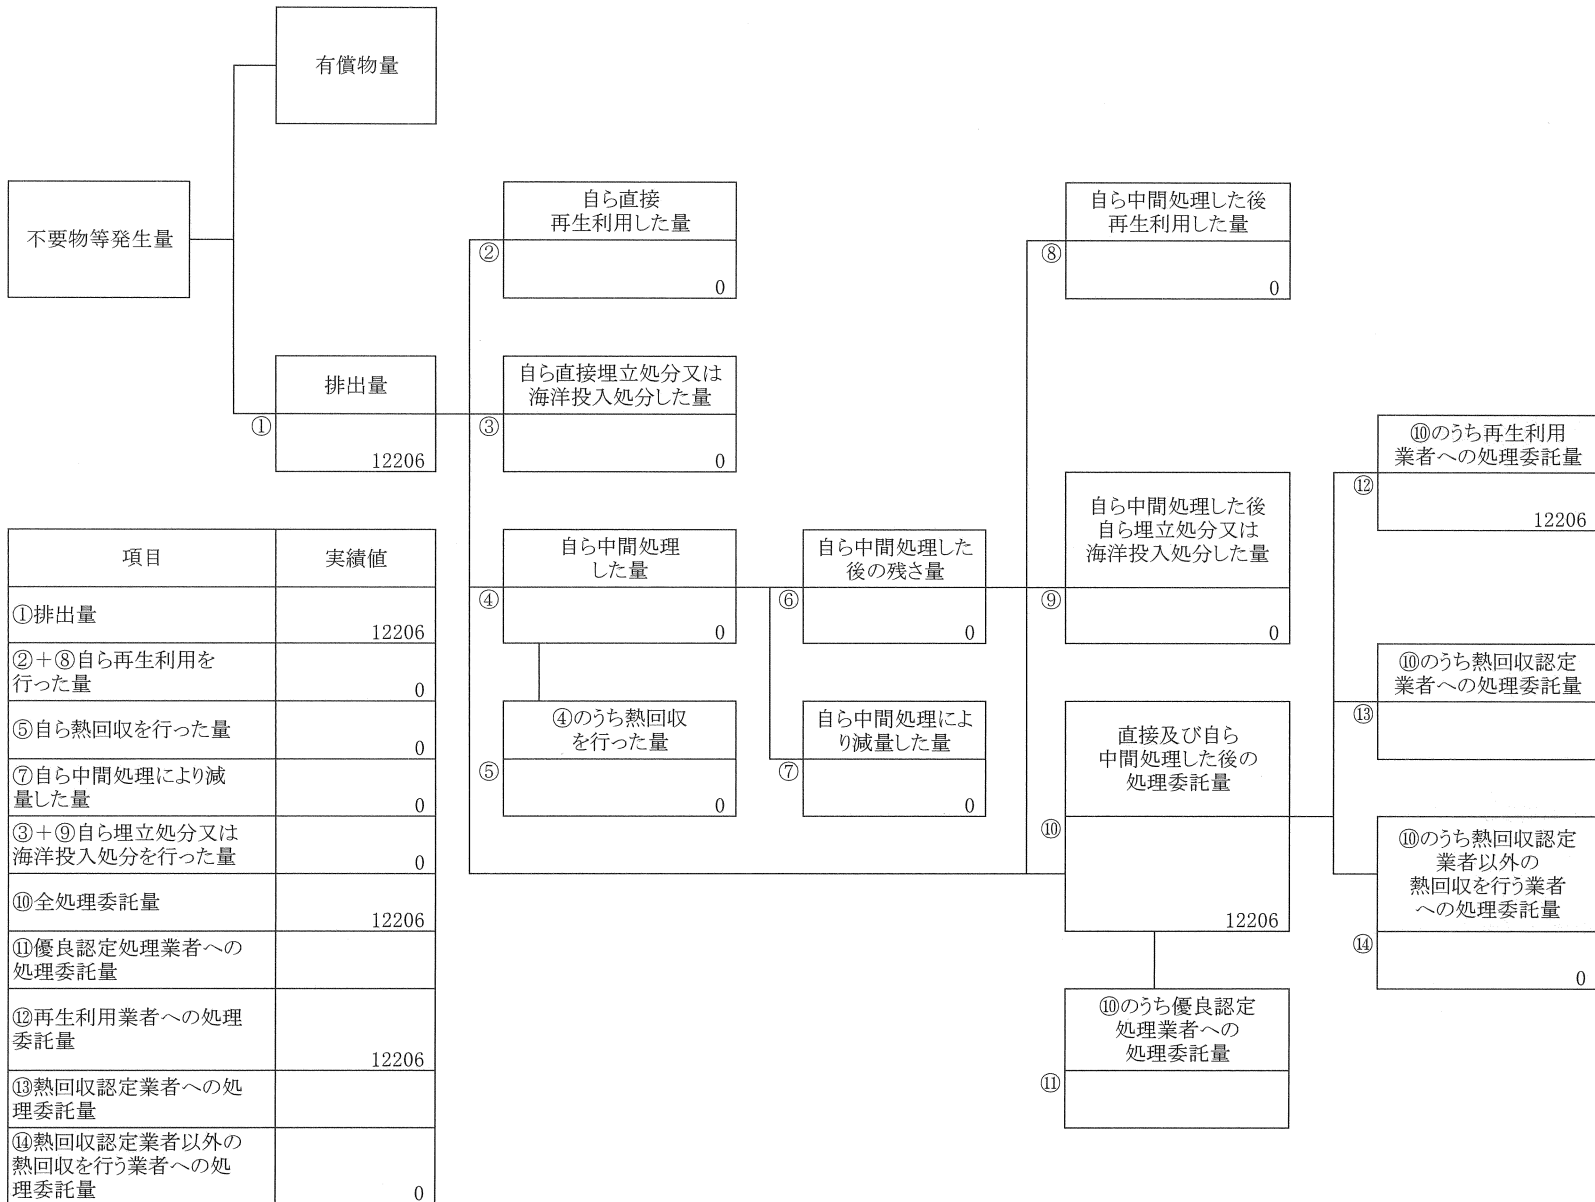 有償物量
不要物等発生量
排出量
①
12206
自ら直接
再生利用した量
②
0
自ら直接埋立処分又は
海洋投入処分した量
③
0
自ら中間処理
した量
④
0
④のうち熱回収
を行った量
⑤
0
自ら中間処理した
後の残さ量
⑥
0
自ら中間処理によ
り減量した量
⑦
0
自ら中間処理した後
再生利用した量
⑧
0
自ら中間処理した後
自ら埋立処分又は
海洋投入処分した量
⑨
0
直接及び自ら
中間処理した後の
処理委託量
⑩
12206
⑩のうち優良認定
処理業者への
処理委託量
⑪
⑩のうち再生利用
業者への処理委託量
⑫
12206
⑩のうち熱回収認定
業者への処理委託量
⑬
⑩のうち熱回収認定
業者以外の
熱回収を行う業者
への処理委託量
⑭
0
項目 実績値
①排出量
12206
②+⑧自ら再生利用を
行った量
0
⑤自ら熱回収を行った量
0
⑦自ら中間処理により減
量した量
0
③+⑨自ら埋立処分又は
海洋投入処分を行った量
0
⑩全処理委託量
12206
⑪優良認定処理業者への
処理委託量
⑫再生利用業者への処理
委託量
12206
⑬熱回収認定業者への処
理委託量
⑭熱回収認定業者以外の
熱回収を行う業者への処
理委託量
0